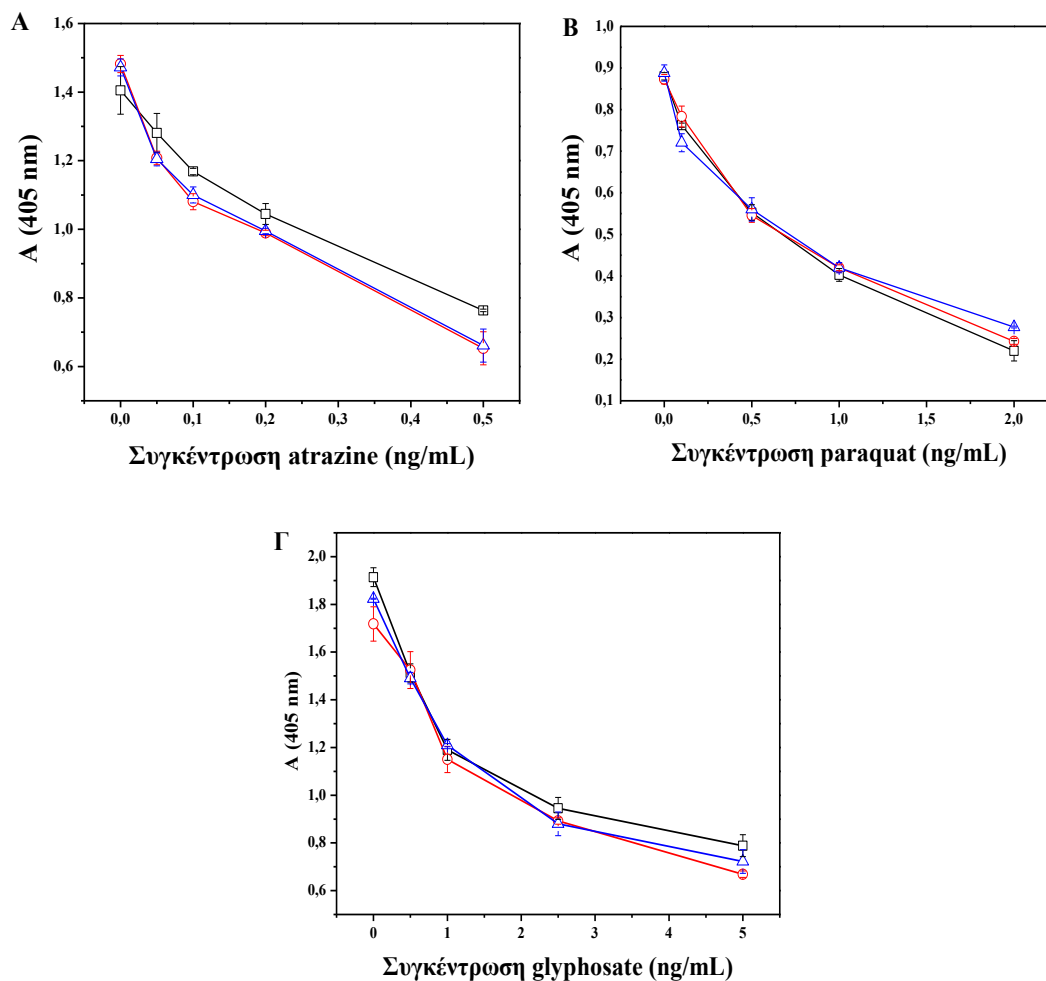 A
1,6
1,4
1,2
1,0
0,8
0,6
A (405 nm)
0,0 0,1 0,2 0,3 0,4 0,5
Συγκέντρωση atrazine (ng/mL)
B
1,0
0,9
0,8
0,7
0,6
0,5
0,4
0,3
0,2
0,1
A (405 nm)
0,0 0,5 1,0 1,5 2,0
Συγκέντρωση paraquat (ng/mL)
Γ
2,0
1,8
1,6
1,4
1,2
1,0
0,8
0,6
A (405 nm)
0 1 2 3 4 5
Συγκέντρωση glyphosate (ng/mL)